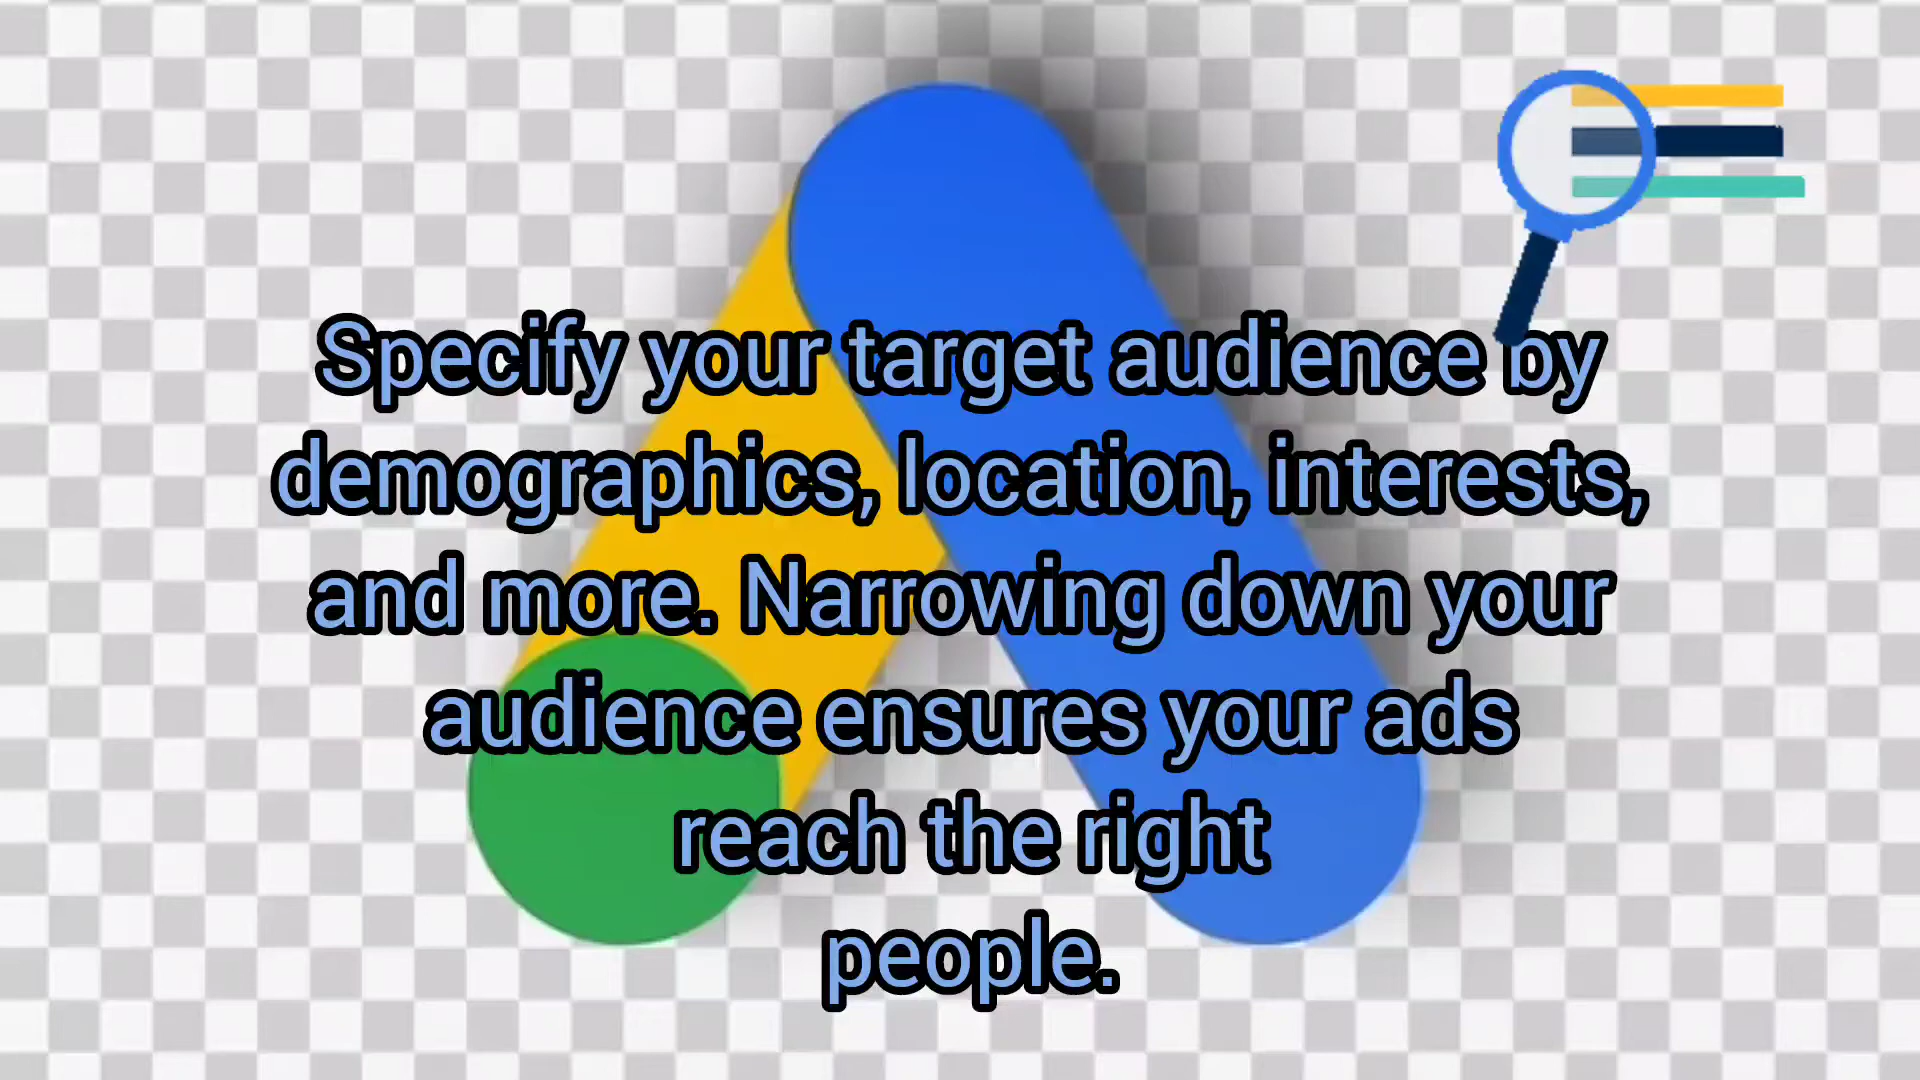 Specify your target audience by
demographics, location, interests,
and more. Narrowing down your
audience ensures your ads
reach the right
people.